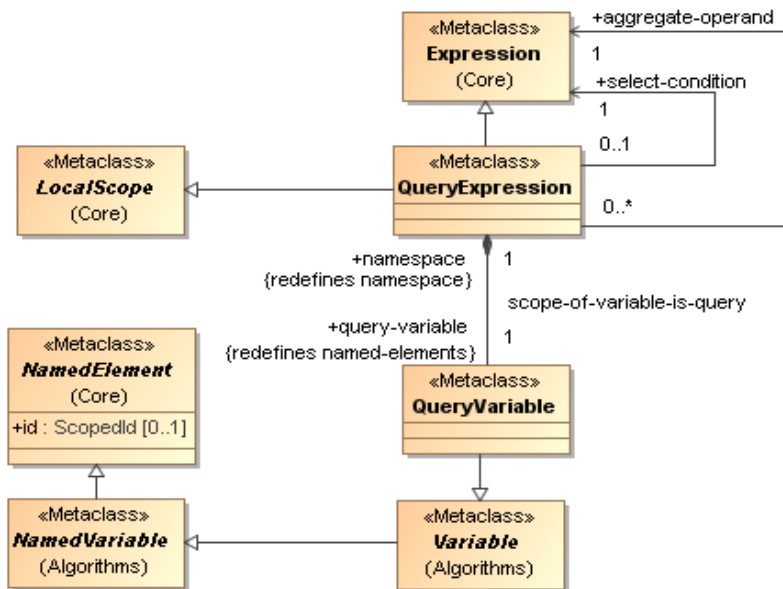 «Metaclass»
Expression
(Core)
+aggregate-operand
1
+select-condition
1
0..1
«Metaclass»
LocalScope
(Core)
«Metaclass»
QueryExpression
0..*
+namespace
{redefines namespace}
1
scope-of-variable-is-query
+query-variable
{redefines named-elements}
1
«Metaclass»
NamedElement
(Core)
+id : ScopedId [0..1]
«Metaclass»
QueryVariable
«Metaclass»
NamedVariable
(Algorithms)
«Metaclass»
Variable
(Algorithms)